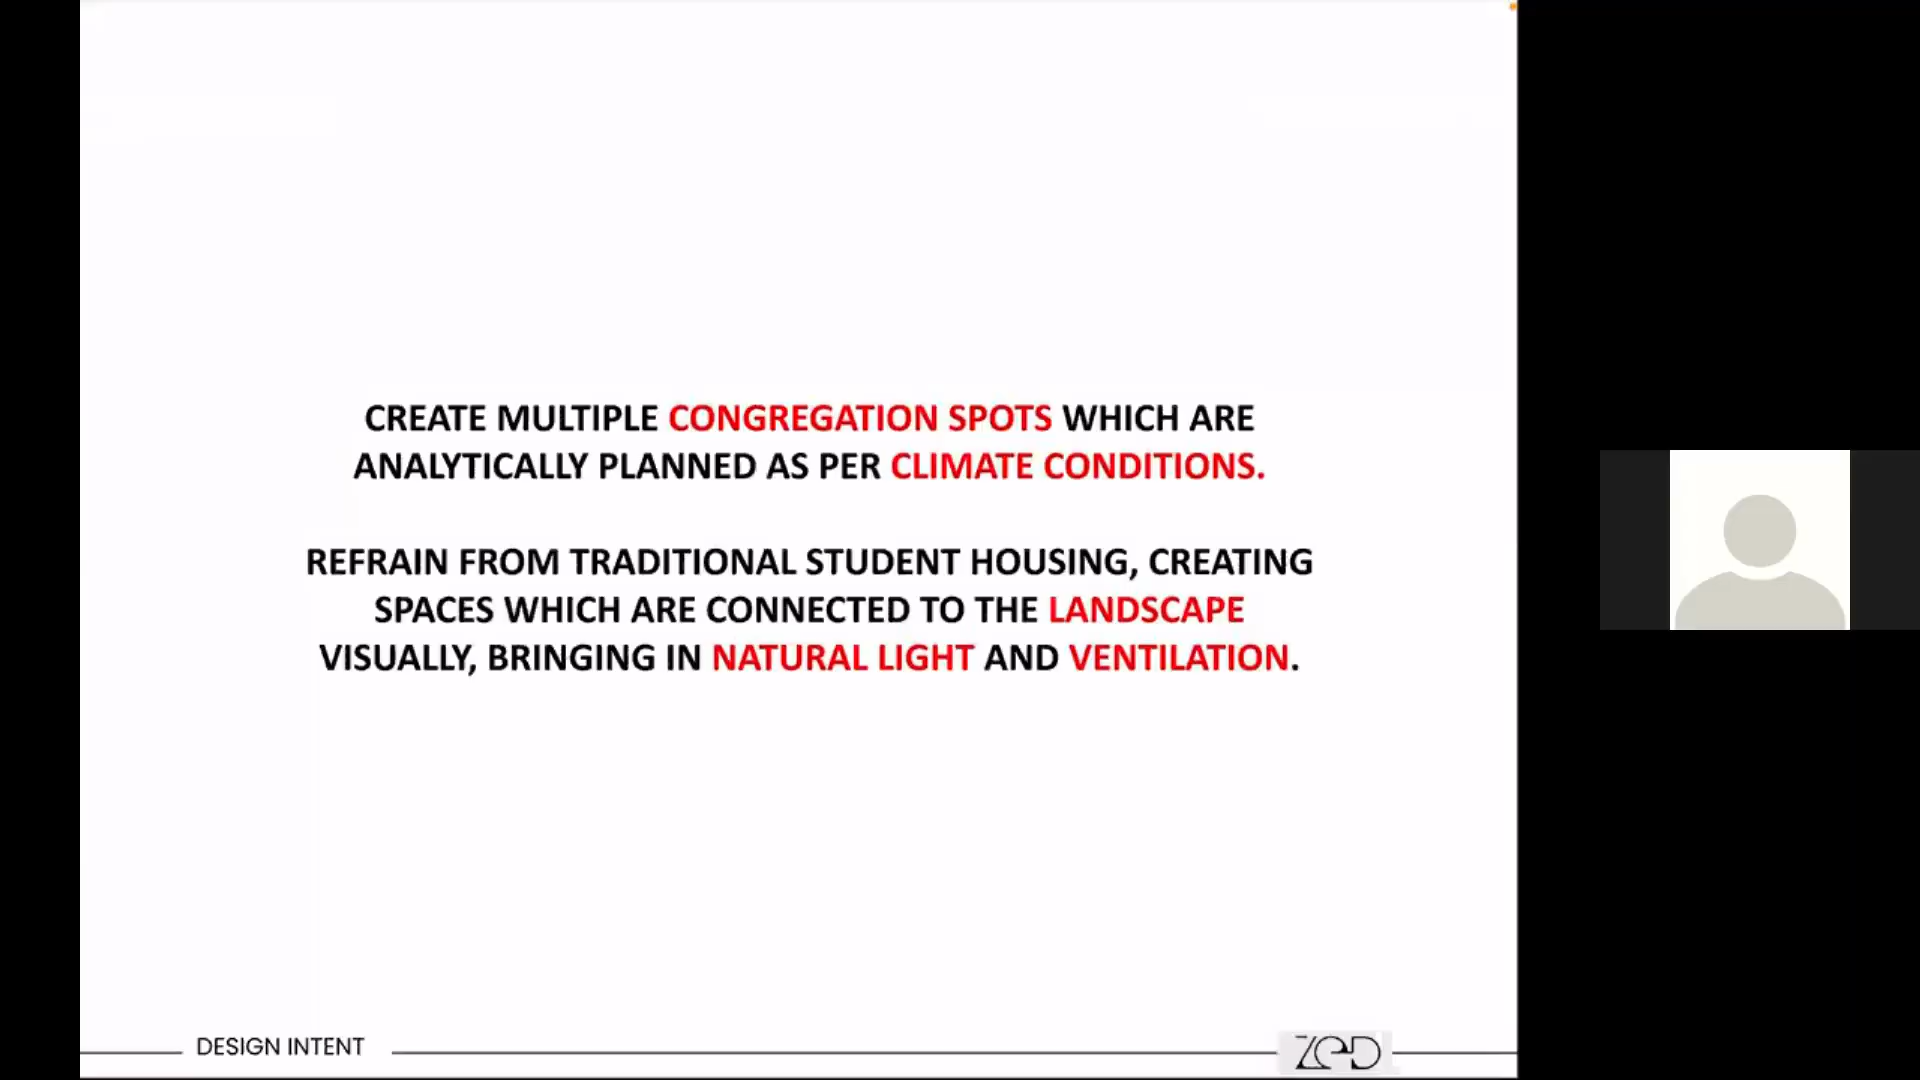 CREATE MULTIPLE CONGREGATION SPOTS WHICH ARE
ANALYTICALLY PLANNED AS PER CLIMATE CONDITIONS.
REFRAIN FROM TRADITIONAL STUDENT HOUSING, CREATING
SPACES WHICH ARE CONNECTED TO THE LANDSCAPE
VISUALLY, BRINGING IN NATURAL LIGHT AND VENTILATION.
DESIGN INTENT
ZED